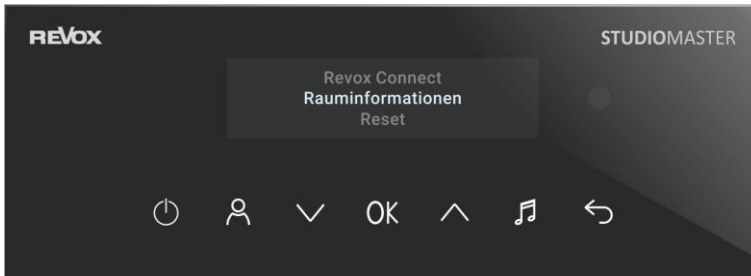 REVOX
STUDIOMASTER
Revox Connect
Rauminformationen
Reset
OK